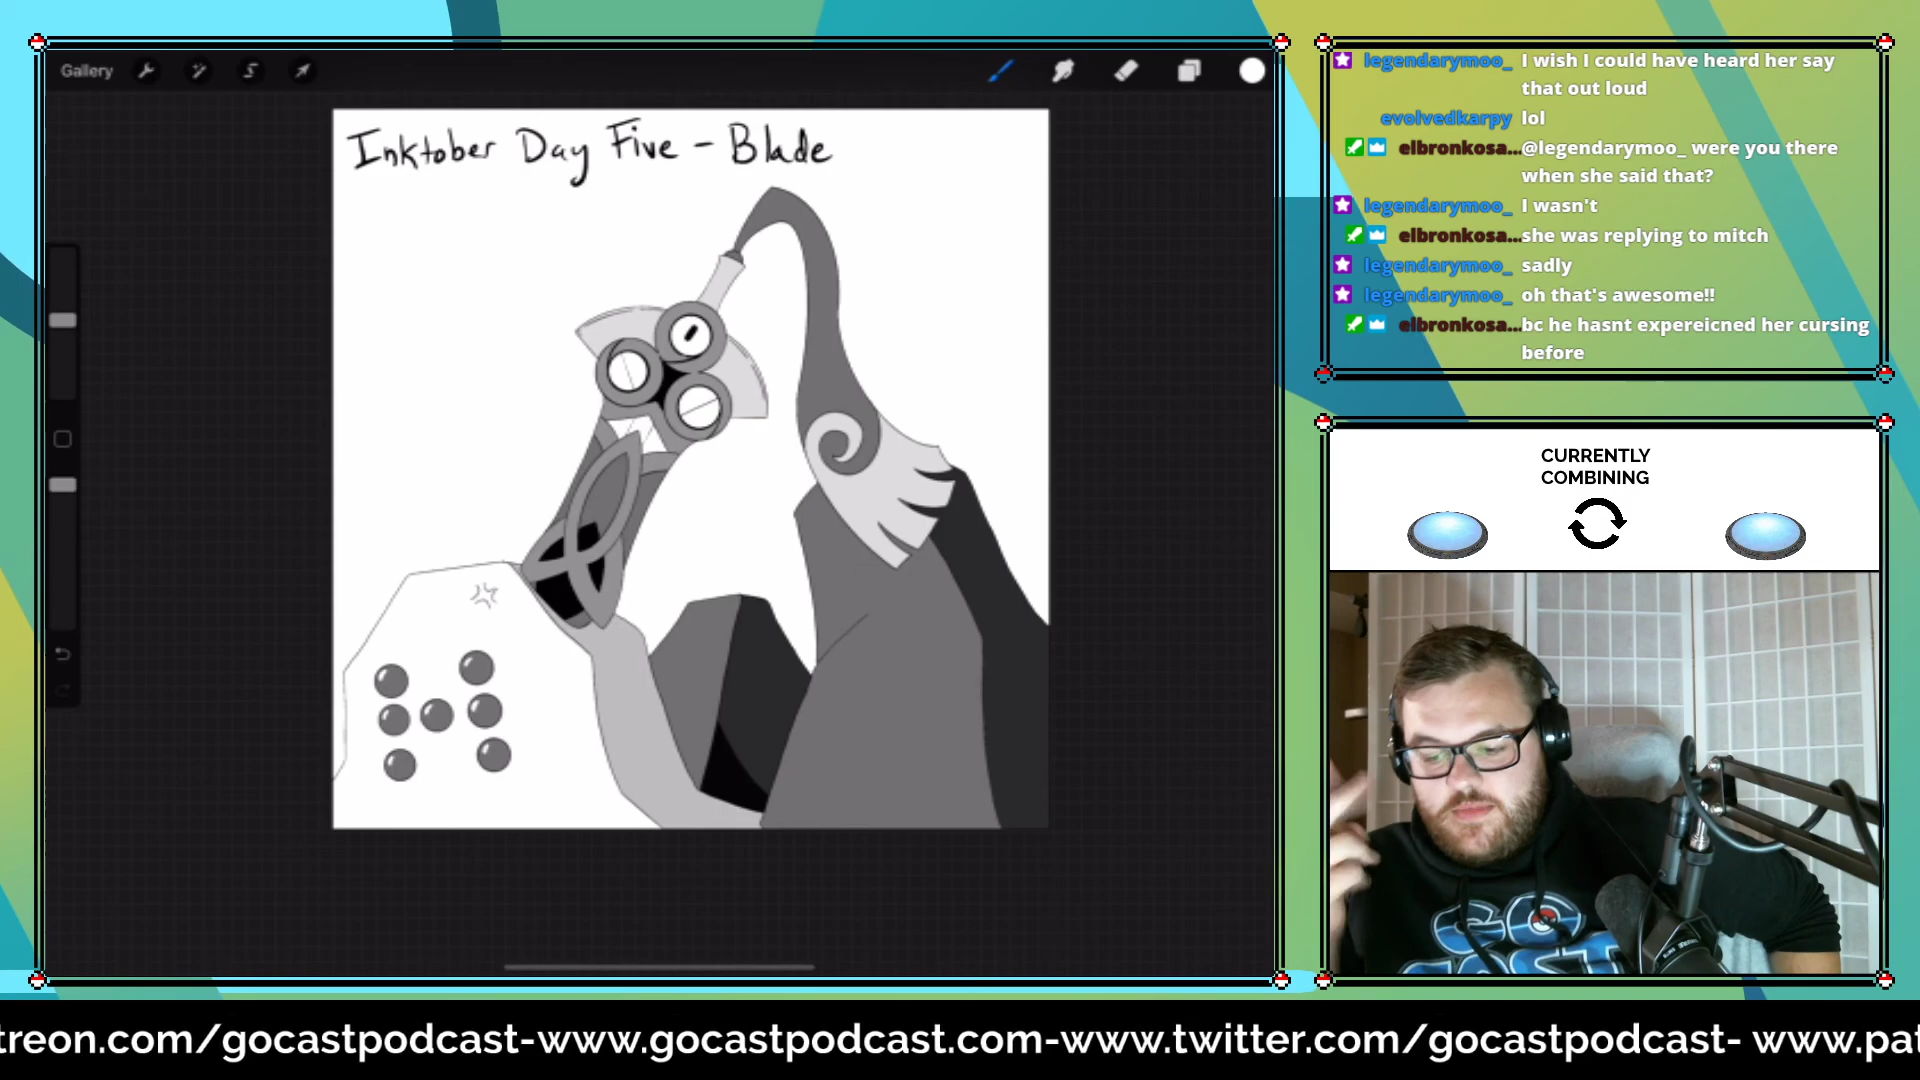 Gallery
Inktober Day Five - Blade
legendarymoo_ I wish I could have heard her say
that out loud
evolvedkarpy lol
elbronkosa...@legendarymoo_ were you there
when she said that?
legendarymoo_ I wasn't
elbronkosa...she was replying to mitch
legendarymoo_ sadly
legendarymoo_ oh that's awesome!!
elbronkosa...bc he hasnt expereicned her cursing
before
CURRENTLY
COMBINING
GO
CAST
treon.com/gocastpodcast-www.gocastpodcast.com-www.twitter.com/gocastpodcast- www.pat